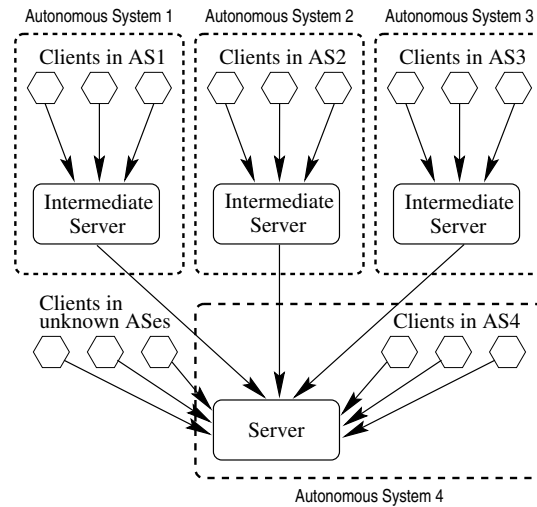 Autonomous System 1
Autonomous System 2
Autonomous System 3
Clients in AS1
Clients in AS2
Clients in AS3
Intermediate
Server
Intermediate
Server
Intermediate
Server
Clients in
unknown ASes
Clients in AS4
Server
Autonomous System 4